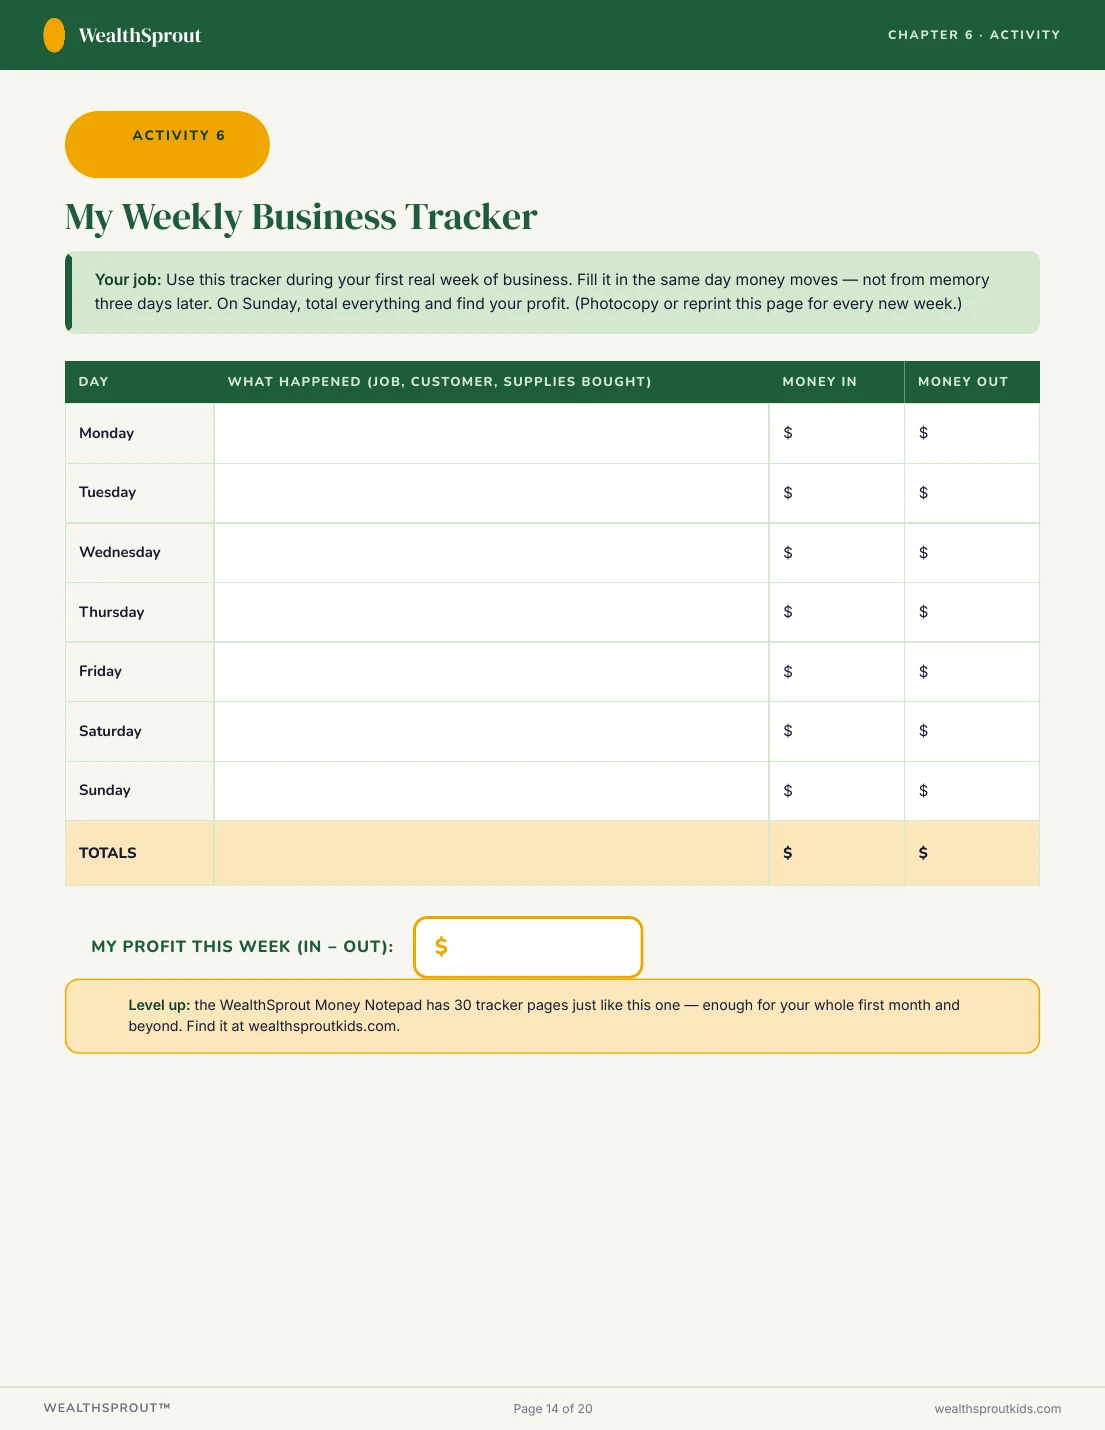 WealthSprout
CHAPTER 6 · ACTIVITY
ACTIVITY 6
My Weekly Business Tracker
Your job: Use this tracker during your first real week of business. Fill it in the same day money moves — not from memory
three days later. On Sunday, total everything and find your profit. (Photocopy or reprint this page for every new week.)
DAY WHAT HAPPENED (JOB, CUSTOMER, SUPPLIES BOUGHT) MONEY IN MONEY OUT
Monday $ $
Tuesday $ $
Wednesday $ $
Thursday $ $
Friday $ $
Saturday $ $
Sunday $ $
TOTALS $ $
MY PROFIT THIS WEEK (IN – OUT): $
Level up: the WealthSprout Money Notepad has 30 tracker pages just like this one — enough for your whole first month and
beyond. Find it at wealthsproutkids.com.
WEALTHSPROUT™ Page 14 of 20 wealthsproutkids.com